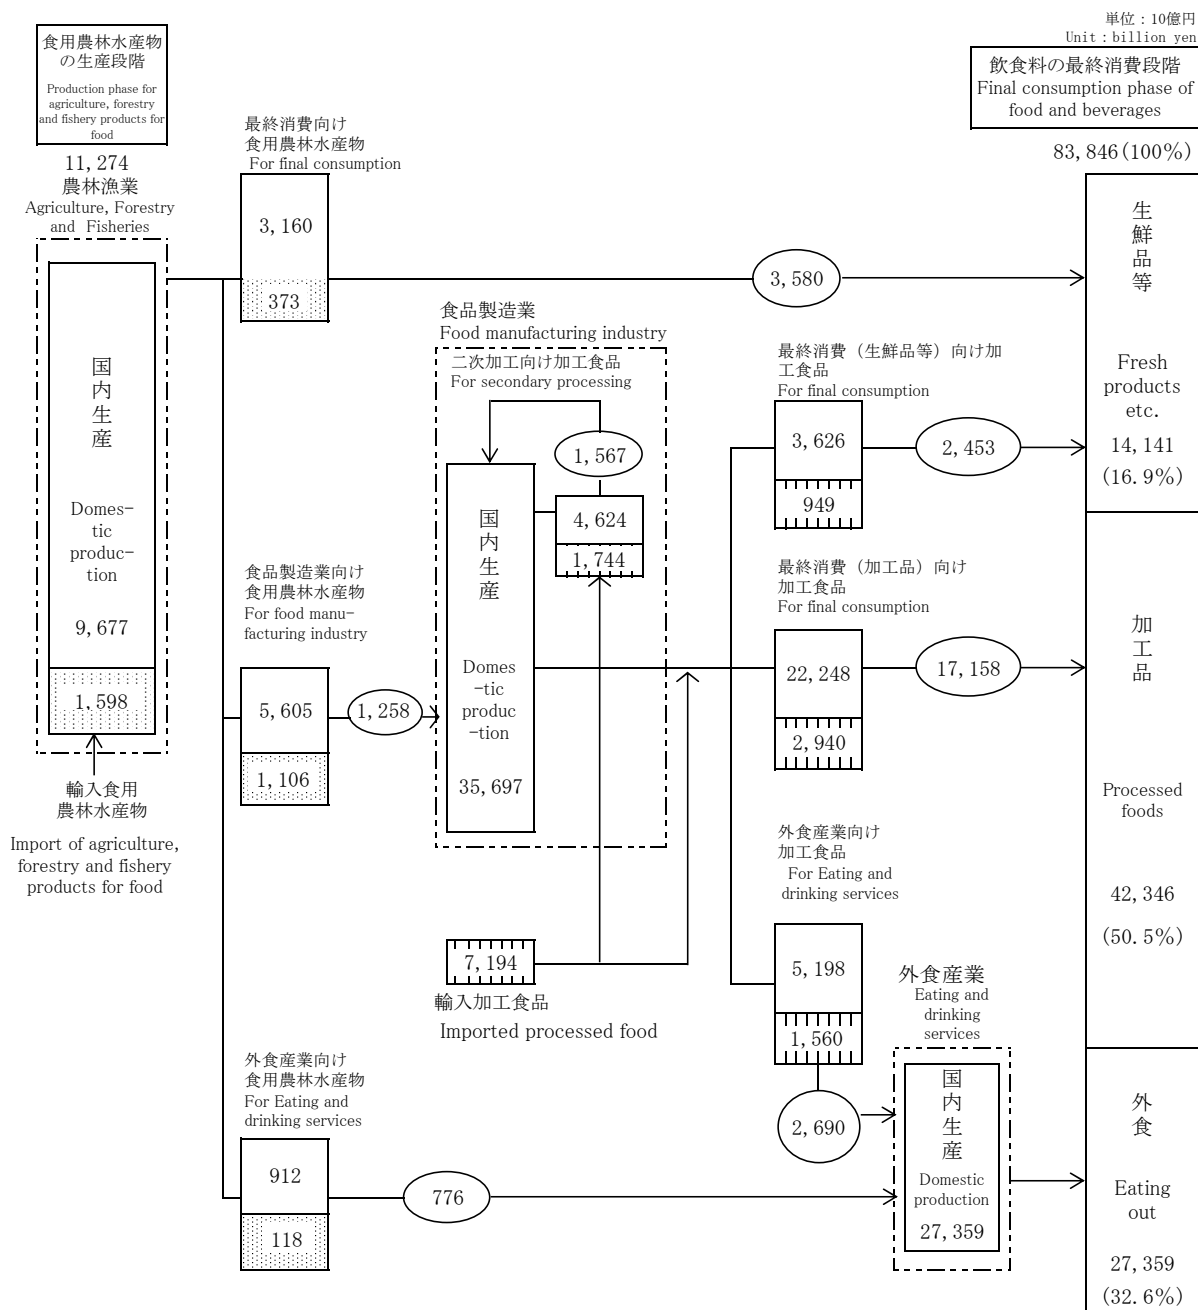 単位：10億円
Unit：billion yen
食用農林水産物
の生産段階
Production phase for
agriculture, forestry
and fishery products for
food
11,274
農林漁業
Agriculture, Forestry
and Fisheries
国内生産
Domes-
tic
produc-
tion
9,677
1,598
輸入食用
農林水産物
Import of agriculture,
forestry and fishery
products for food
最終消費向け
食用農林水産物
For final consumption
3,160
373
3,580
食品製造業向け
食用農林水産物
For food manu-
facturing industry
5,605
1,106
1,258
外食産業向け
食用農林水産物
For Eating and
drinking services
912
118
776
食品製造業
Food manufacturing industry
二次加工向け加工食品
For secondary processing
1,567
4,624
1,744
国内生産
Domes
-tic
produc
-tion
35,697
7,194
輸入加工食品
Imported processed food
最終消費（生鮮品等）向け加
工食品
For final consumption
3,626
949
2,453
最終消費（加工品）向け
加工食品
For final consumption
22,248
2,940
17,158
外食産業向け
加工食品
For Eating and
drinking services
5,198
1,560
2,690
外食産業
Eating and
drinking
services
国内生産
Domestic
production
27,359
飲食料の最終消費段階
Final consumption phase of
food and beverages
83,846(100%)
生鮮品等
Fresh
products
etc.
14,141
(16.9%)
加工品
Processed
foods
42,346
(50.5%)
外食
Eating
out
27,359
(32.6%)